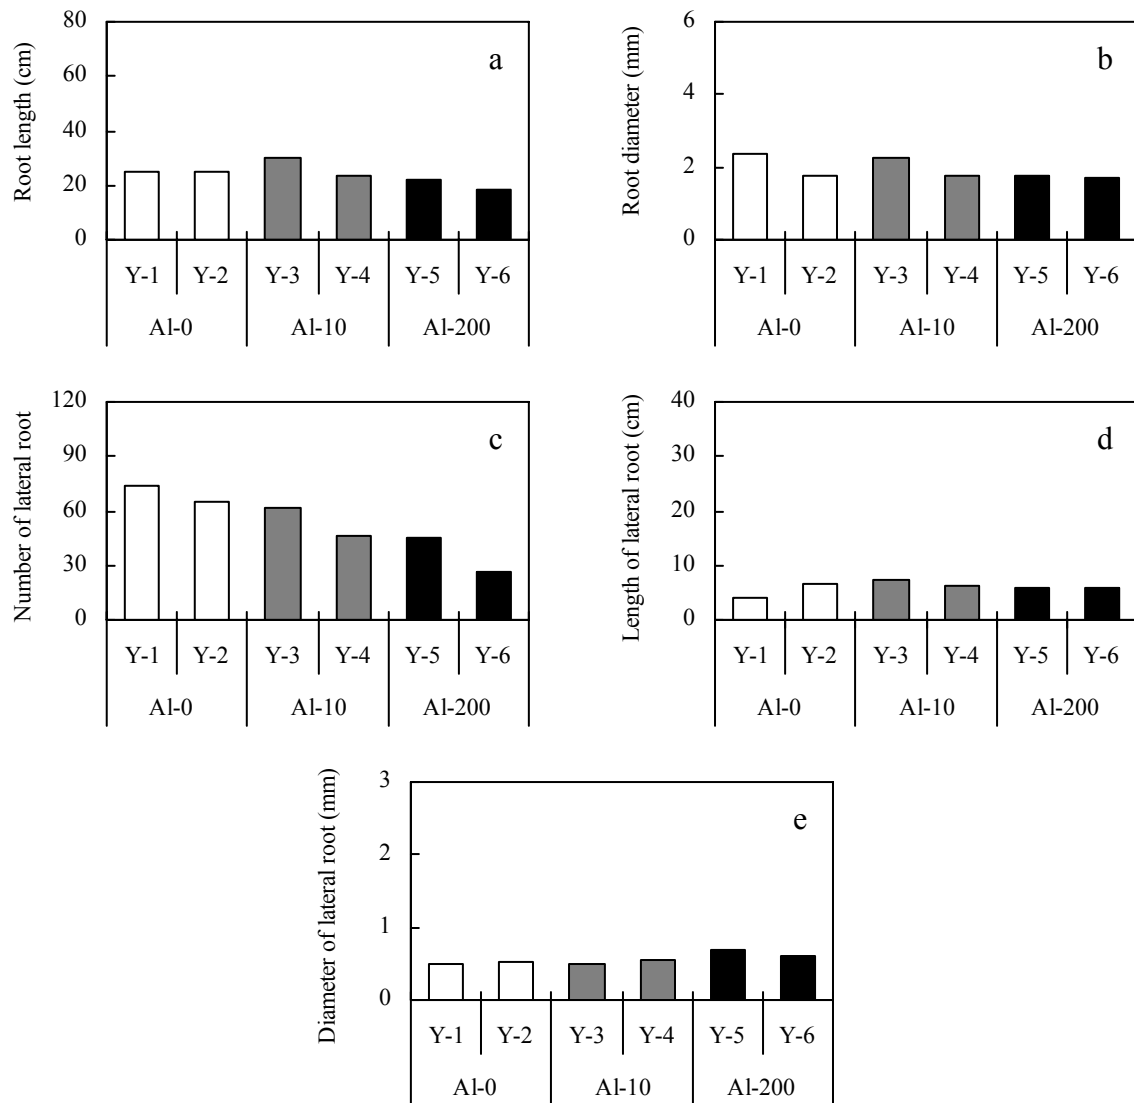 Root length (cm)
80
60
40
20
0
a
Y-1 Y-2 Y-3 Y-4 Y-5 Y-6
Al-0 Al-10 Al-200
Root diameter (mm)
6
4
2
0
b
Y-1 Y-2 Y-3 Y-4 Y-5 Y-6
Al-0 Al-10 Al-200
Number of lateral root
120
90
60
30
0
c
Y-1 Y-2 Y-3 Y-4 Y-5 Y-6
Al-0 Al-10 Al-200
Length of lateral root (cm)
40
30
20
10
0
d
Y-1 Y-2 Y-3 Y-4 Y-5 Y-6
Al-0 Al-10 Al-200
Diameter of lateral root (mm)
3
2
1
0
e
Y-1 Y-2 Y-3 Y-4 Y-5 Y-6
Al-0 Al-10 Al-200